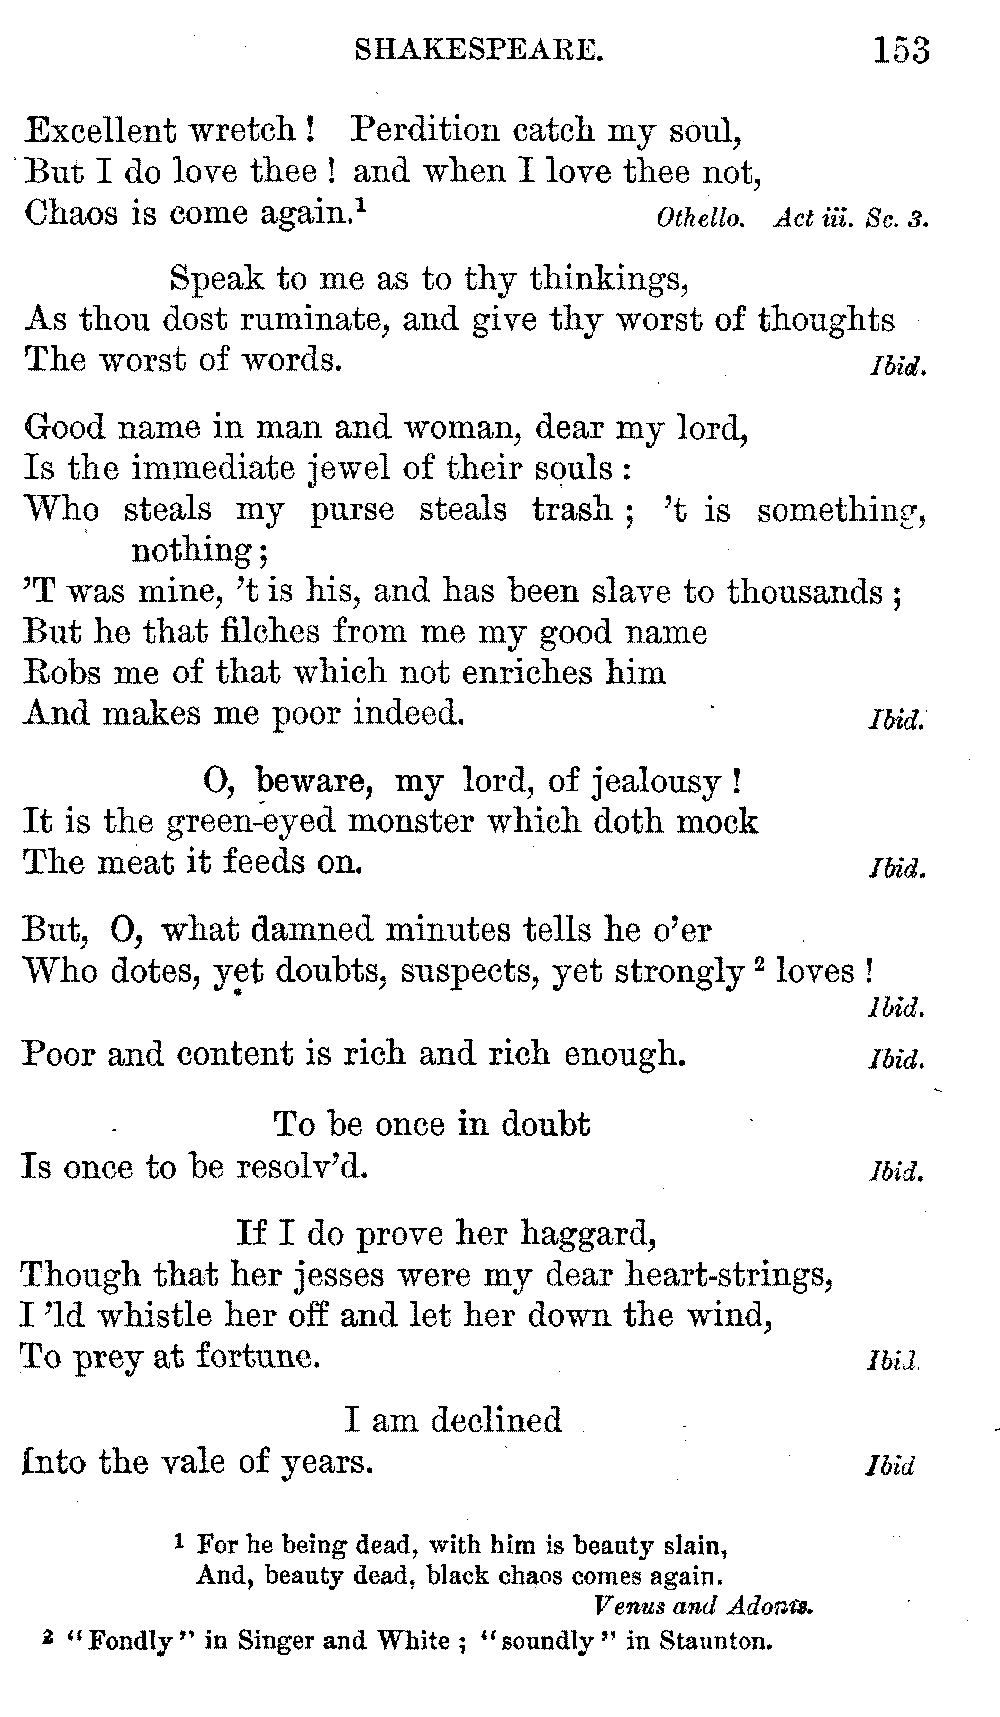 SHAKESPEARE. 153
Excellent wretch! Perdition catch my soul,
But I do love thee! and when I love thee not,
Chaos is come again.¹ Othello. Act iii. Sc. 3.
Speak to me as to thy thinkings,
As thou dost ruminate, and give thy worst of thoughts
The worst of words. Ibid.
Good name in man and woman, dear my lord,
Is the immediate jewel of their souls:
Who steals my purse steals trash; 't is something,
nothing;
'T was mine, 't is his, and has been slave to thousands;
But he that filches from me my good name
Robs me of that which not enriches him
And makes me poor indeed. Ibid.
O, beware, my lord, of jealousy!
It is the green-eyed monster which doth mock
The meat it feeds on. Ibid.
But, O, what damned minutes tells he o'er
Who dotes, yet doubts, suspects, yet strongly² loves!
Ibid.
Poor and content is rich and rich enough. Ibid.
To be once in doubt
Is once to be resolv'd. Ibid.
If I do prove her haggard,
Though that her jesses were my dear heart-strings,
I 'ld whistle her off and let her down the wind,
To prey at fortune. Ibid.
I am declined
Into the vale of years. Ibid
¹ For he being dead, with him is beauty slain,
And, beauty dead, black chaos comes again.
Venus and Adonis.
² "Fondly" in Singer and White; "soundly" in Staunton.